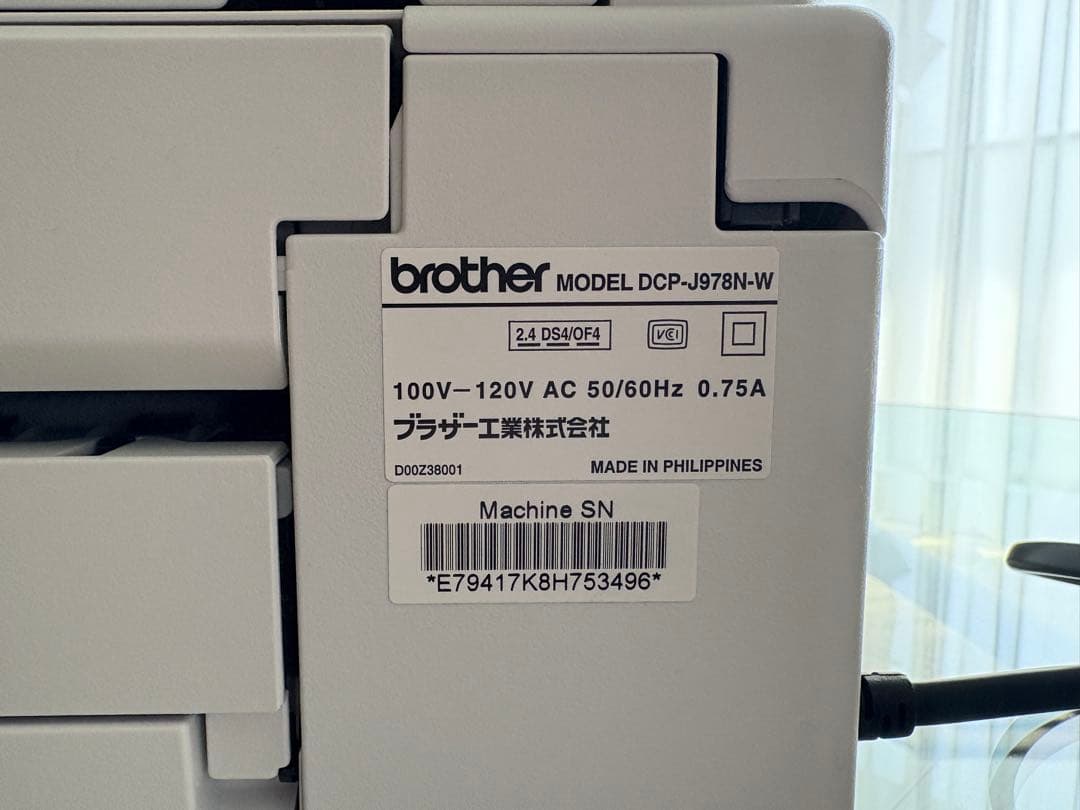 brother MODEL DCP-J978N-W
2.4 DS4/OF4
VCI
100V-120V AC 50/60Hz 0.75A
ブラザー工業株式会社
D00Z38001 MADE IN PHILIPPINES
Machine SN
*E79417K8H753496*